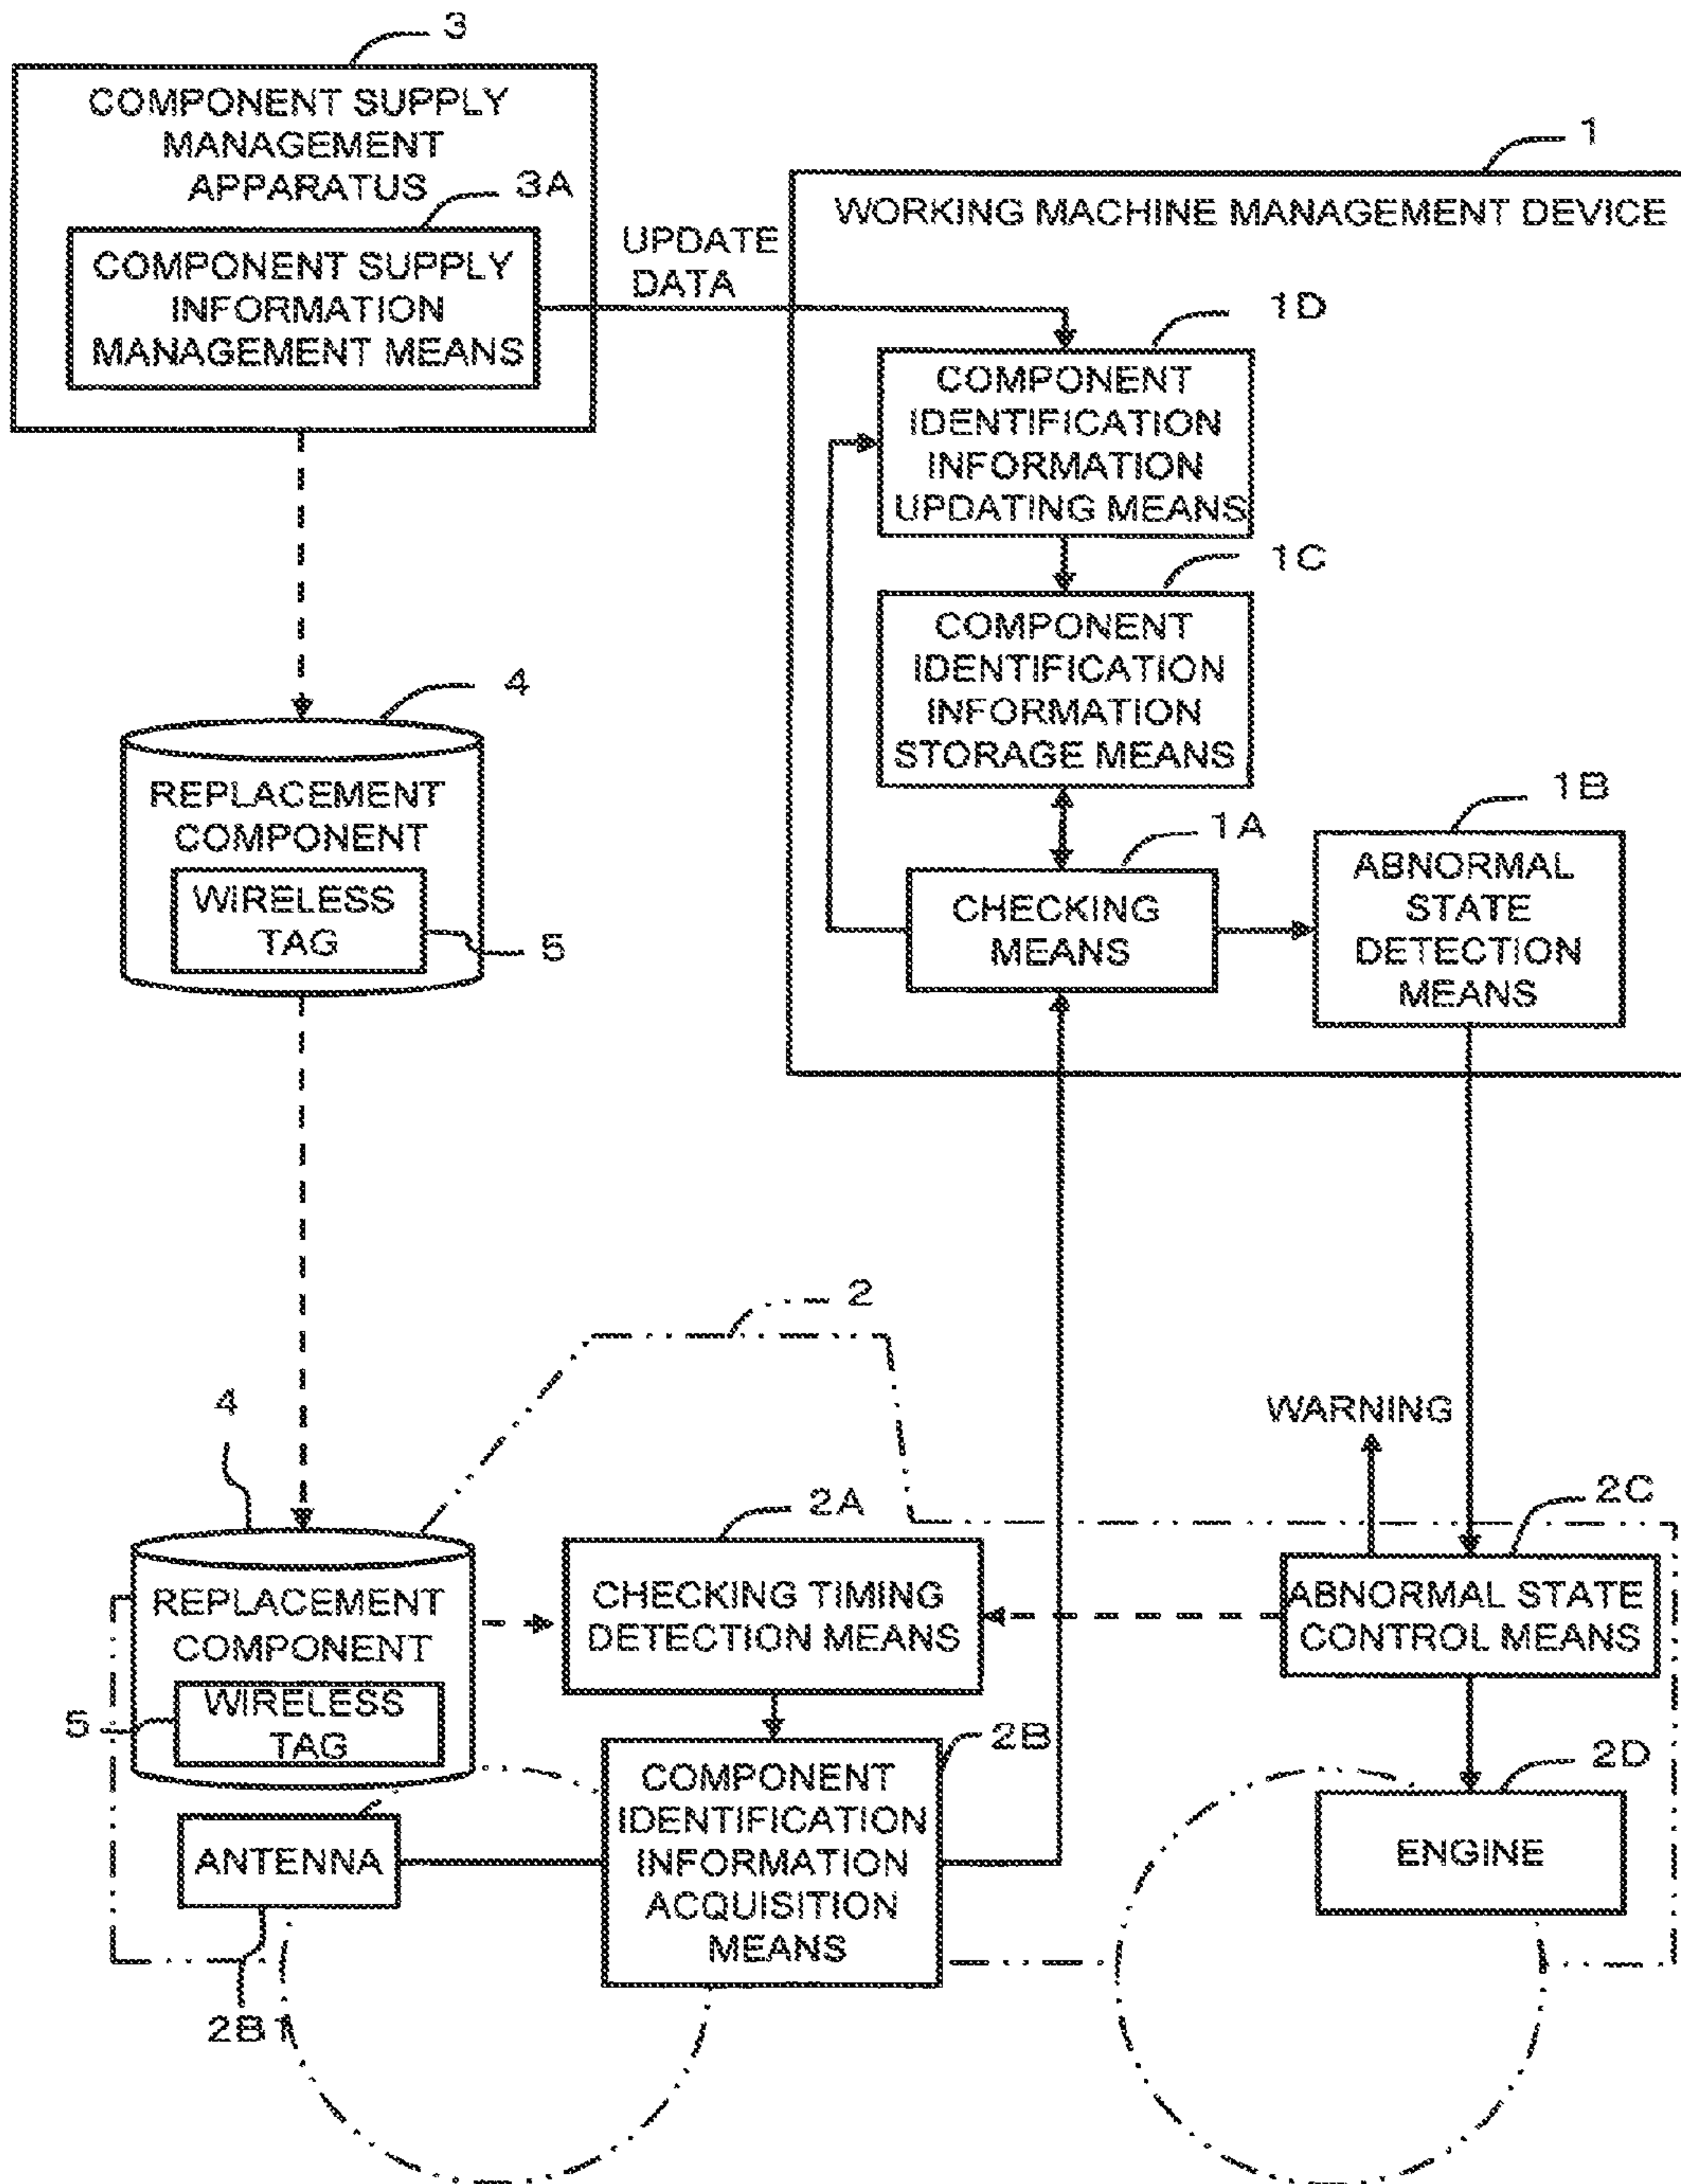 3
COMPONENT SUPPLY
MANAGEMENT
APPARATUS
3A
COMPONENT SUPPLY
INFORMATION
MANAGEMENT MEANS
UPDATE
DATA
1
WORKING MACHINE MANAGEMENT DEVICE
1D
COMPONENT
IDENTIFICATION
INFORMATION
UPDATING MEANS
1C
COMPONENT
IDENTIFICATION
INFORMATION
STORAGE MEANS
1A
CHECKING
MEANS
1B
ABNORMAL
STATE
DETECTION
MEANS
4
REPLACEMENT
COMPONENT
WIRELESS
TAG
5
2
WARNING
4
REPLACEMENT
COMPONENT
WIRELESS
TAG
5
2A
CHECKING TIMING
DETECTION MEANS
2C
ABNORMAL STATE
CONTROL MEANS
2B
COMPONENT
IDENTIFICATION
INFORMATION
ACQUISITION
MEANS
2D
ENGINE
ANTENNA
2B1